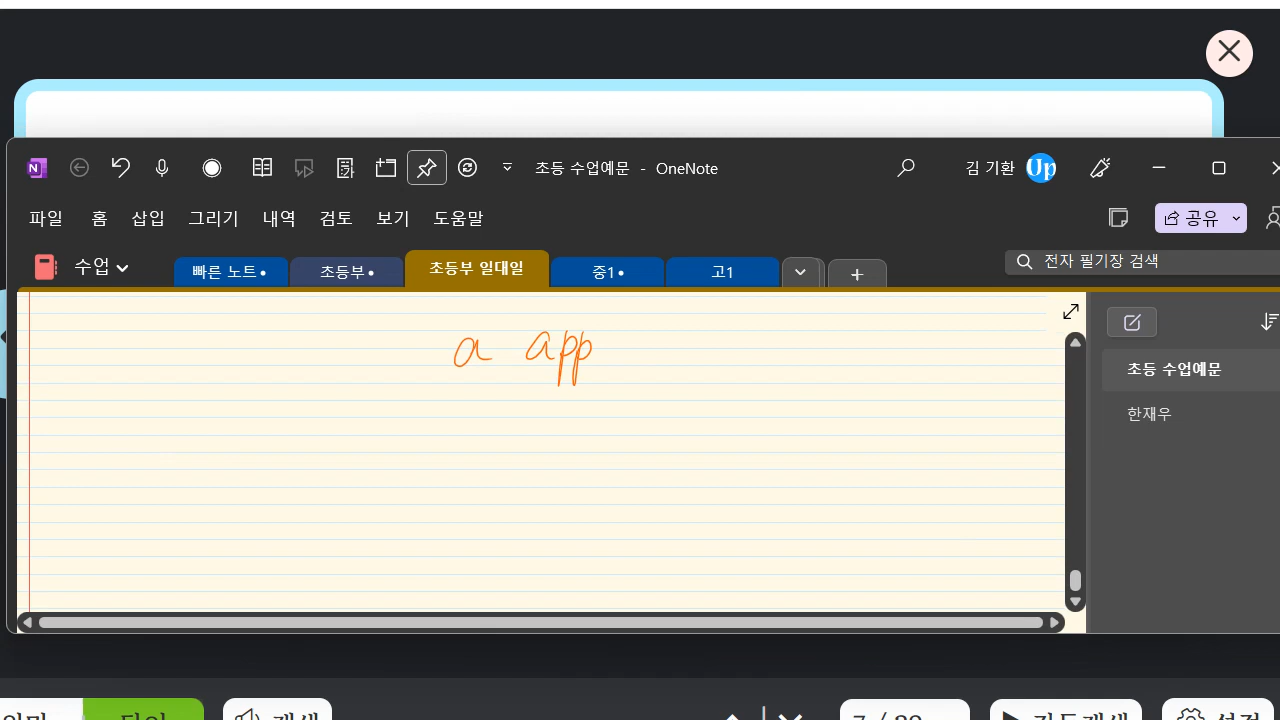 초등 수업예문 - OneNote
김 기환
Up
파일 홈 삽입 그리기 내역 검토 보기 도움말
공유
수업
빠른 노트 •
초등부 •
초등부 일대일
중1 •
고1
+
전자 필기장 검색
a app
초등 수업예문
한재우